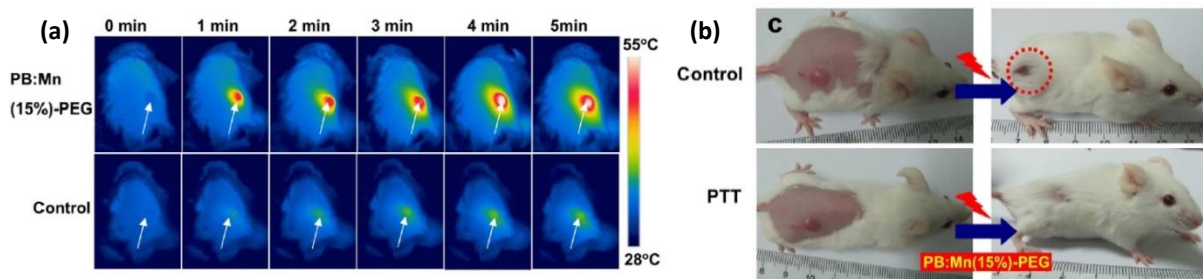 (a)
0 min 1 min 2 min 3 min 4 min 5min
55°C
PB:Mn
(15%)-PEG
Control
28°C
(b)
c
Control
PTT
PB:Mn(15%)-PEG